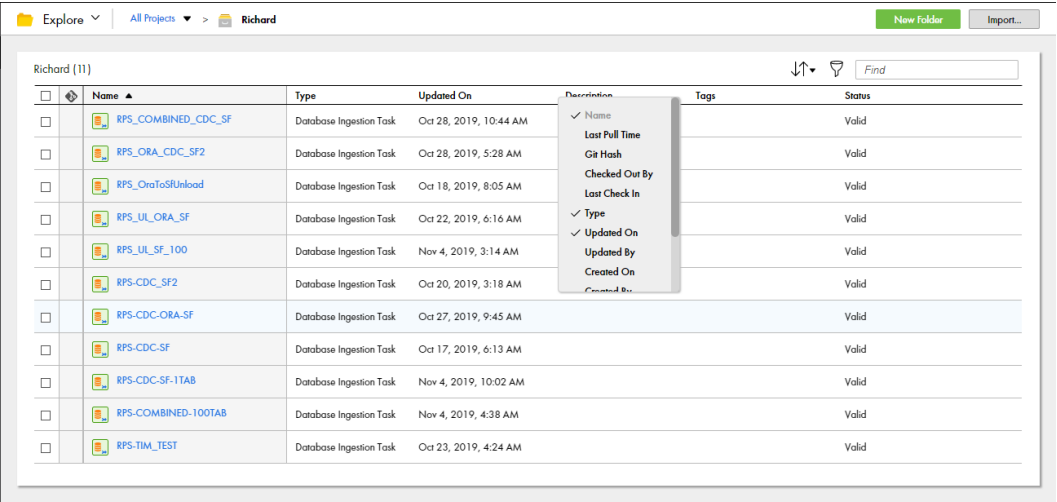 Explore All Projects > Richard New Folder Import...
Richard (11) Find
Name Type Updated On Description Tags Status
RPS_COMBINED_CDC_SF Database Ingestion Task Oct 28, 2019, 10:44 AM Valid
RPS_ORA_CDC_SF2 Database Ingestion Task Oct 28, 2019, 5:28 AM Valid
RPS_OraToSfUnload Database Ingestion Task Oct 18, 2019, 8:05 AM Valid
RPS_UL_ORA_SF Database Ingestion Task Oct 22, 2019, 6:16 AM Valid
RPS_UL_SF_100 Database Ingestion Task Nov 4, 2019, 3:14 AM Valid
RPS-CDC_SF2 Database Ingestion Task Oct 20, 2019, 3:18 AM Valid
RPS-CDC-ORA-SF Database Ingestion Task Oct 27, 2019, 9:45 AM Valid
RPS-CDC-SF Database Ingestion Task Oct 17, 2019, 6:13 AM Valid
RPS-CDC-SF-1TAB Database Ingestion Task Nov 4, 2019, 10:02 AM Valid
RPS-COMBINED-100TAB Database Ingestion Task Nov 4, 2019, 4:38 AM Valid
RPS-TIM_TEST Database Ingestion Task Oct 23, 2019, 4:24 AM Valid
Name
Last Pull Time
Git Hash
Checked Out By
Last Check In
Type
Updated On
Updated By
Created On
Created By